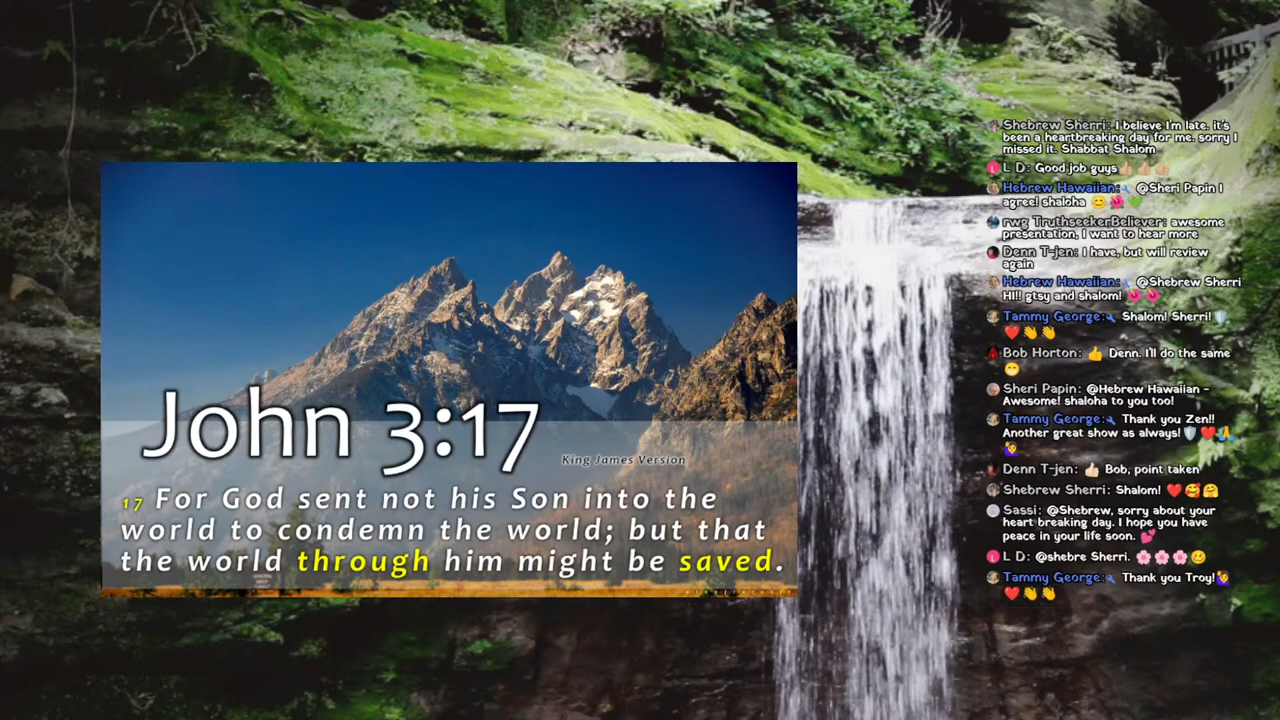 John 3:17
King James Version
17 For God sent not his Son into the
world to condemn the world; but that
the world through him might be saved.
Shebrew Sherri: I believe I'm late. it's
been a heartbreaking day for me. sorry I
missed it. Shabbat Shalom
L D: Good job guys👍🏼👍🏼👍🏼
Hebrew Hawaiian:🔧 @Sheri Papin I
agree! shaloha 😊🌺💚
rwg TruthseekerBeliever: awesome
presentation, I want to hear more
Denn T-jen: I have, but will review
again
Hebrew Hawaiian:🔧 @Shebrew Sherri
HI!! gtsy and shalom! 🌺🌺
Tammy George:🔧 Shalom! Sherri!🛡️
❤️👏👏
Bob Horton: 👍 Denn. I'll do the same
😁
Sheri Papin: @Hebrew Hawaiian -
Awesome! shaloha to you too!
Tammy George:🔧 Thank you Zen!!
Another great show as always!🛡️❤️🙏
🙋‍♀️
Denn T-jen: 👍🏻 Bob, point taken
Shebrew Sherri: Shalom! ❤️🥰🤗
Sassi: @Shebrew, sorry about your
heart breaking day. I hope you have
peace in your life soon. 💕
L D: @shebre Sherri. 🌸🌸🌸🥲
Tammy George:🔧 Thank you Troy!🙋‍♀️
❤️👏👏